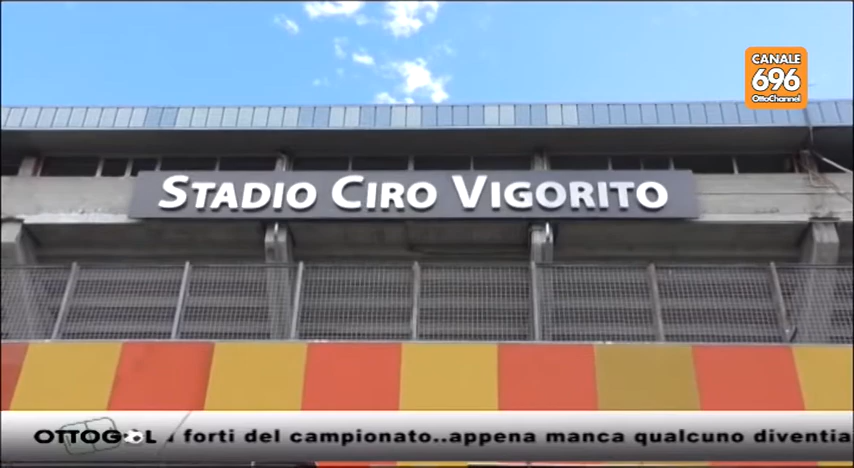 CANALE
696
OttoChannel
STADIO CIRO VIGORITO
OTTOGOL forti del campionato..appena manca qualcuno diventia